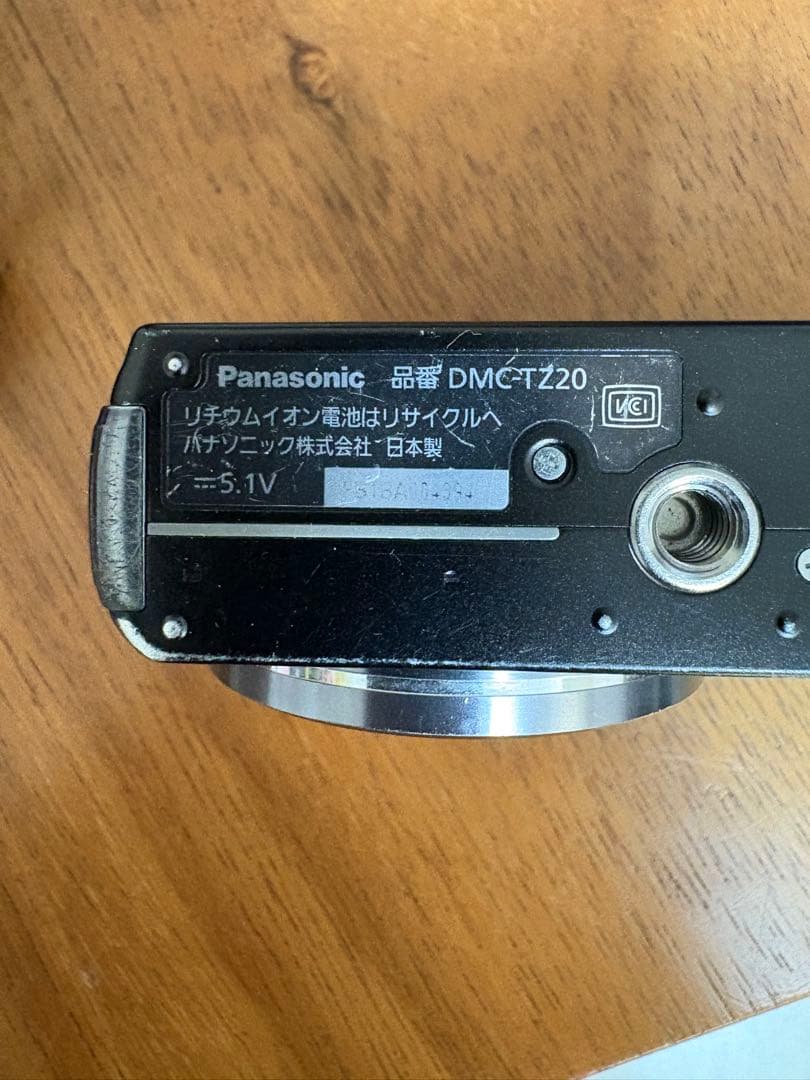 Panasonic 品番 DMC-TZ20
リチウムイオン電池はリサイクルへ
パナソニック株式会社 日本製
⎓5.1V
VCI